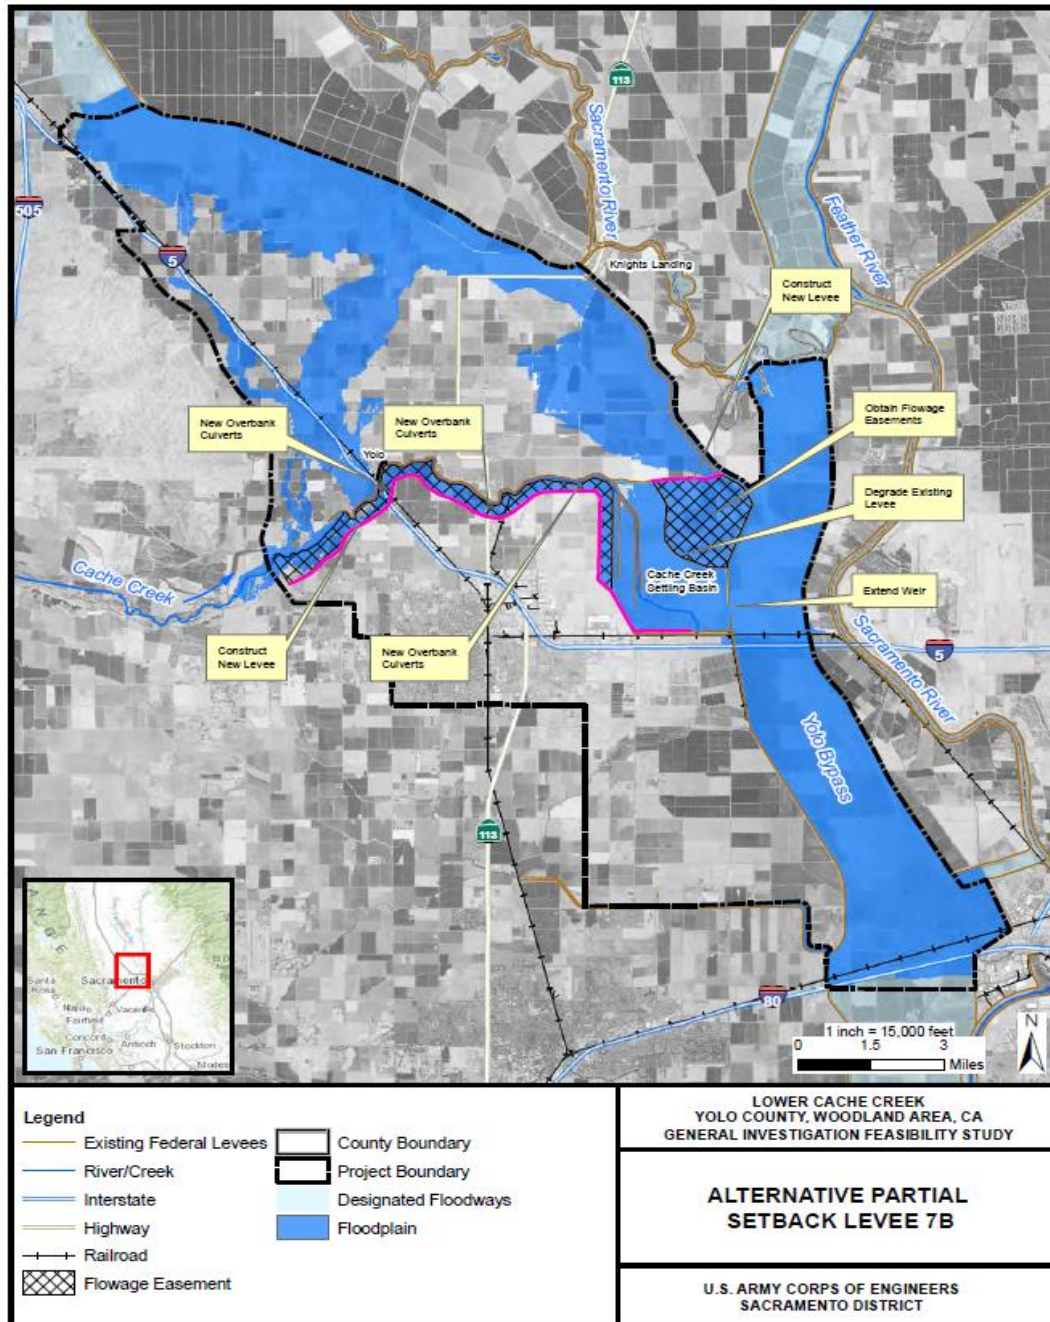 113
Sacramento River
Feather River
505
5
Knights Landing
Construct
New Levee
New Overbank
Culverts
New Overbank
Culverts
Obtain Flowage
Easements
Yolo
Degrade Existing
Levee
Cache Creek
Cache Creek
Settling Basin
Extend Weir
Construct
New Levee
New Overbank
Culverts
Sacramento River
5
Yolo Bypass
113
80
Sacramento
Santa
Rosa
Napa
Vacaville
Fairfield
Concord
Antioch
Stockton
San Francisco
Modes
N
1 inch = 15,000 feet
0 1.5 3
Miles
Legend
Existing Federal Levees
River/Creek
Interstate
Highway
Railroad
Flowage Easement
County Boundary
Project Boundary
Designated Floodways
Floodplain
LOWER CACHE CREEK
YOLO COUNTY, WOODLAND AREA, CA
GENERAL INVESTIGATION FEASIBILITY STUDY
ALTERNATIVE PARTIAL
SETBACK LEVEE 7B
U.S. ARMY CORPS OF ENGINEERS
SACRAMENTO DISTRICT